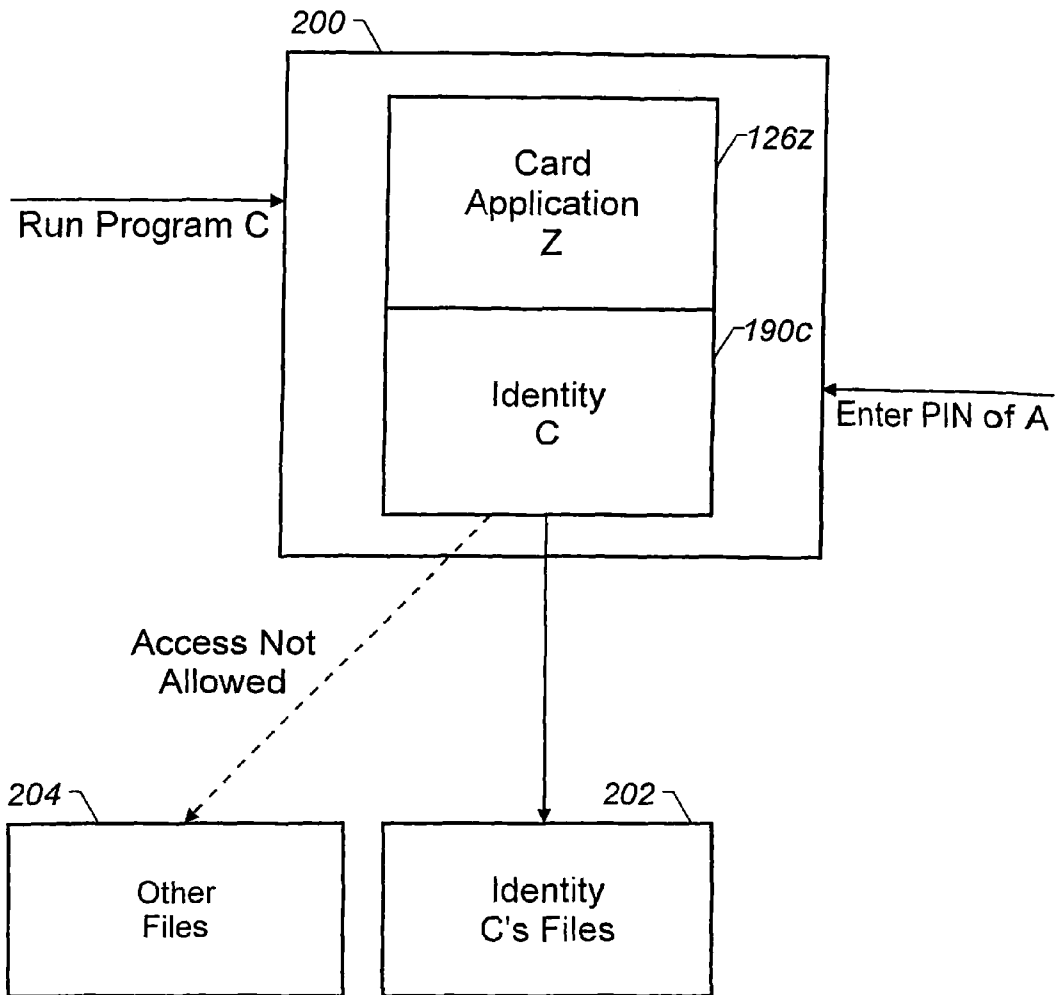 200
126z
Card
Application
Z
Run Program C
190c
Identity
C
Enter PIN of A
Access Not
Allowed
204
202
Other
Files
Identity
C's Files